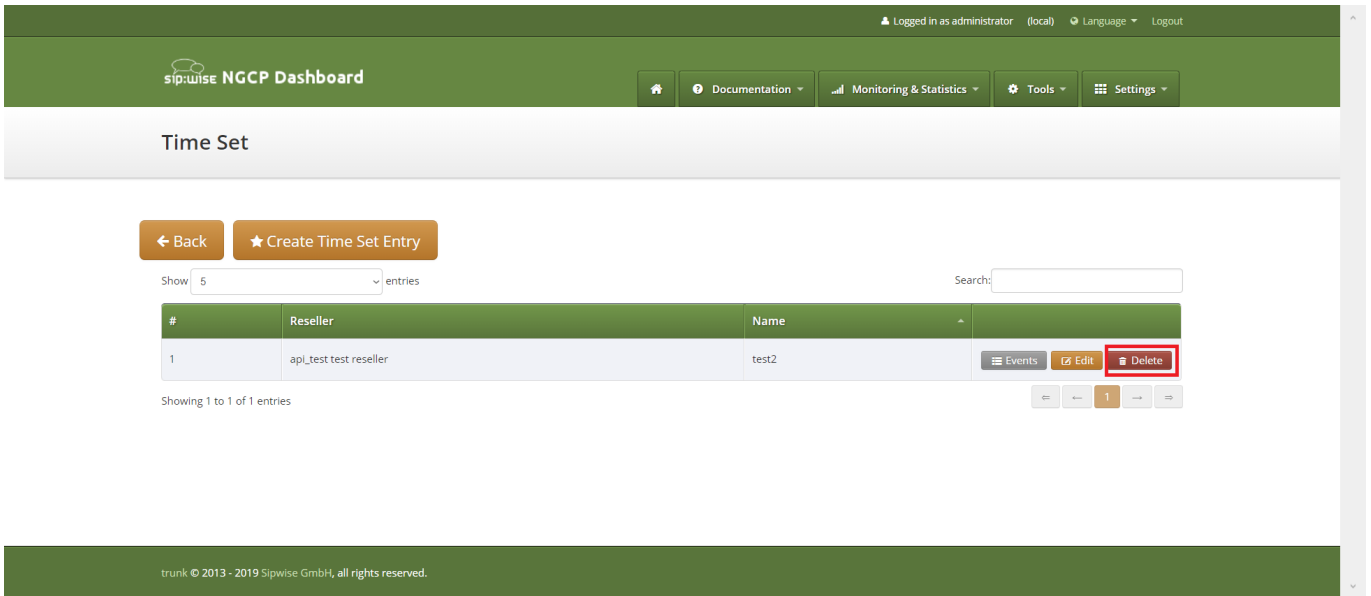 Logged in as administrator (local) Language Logout
sip:wise NGCP Dashboard
Documentation Monitoring & Statistics Tools Settings
Time Set
Back Create Time Set Entry
Show 5 entries Search:
# Reseller Name
1 api_test test reseller test2 Events Edit Delete
Showing 1 to 1 of 1 entries ⇐ ← 1 → ⇒
trunk © 2013 - 2019 Sipwise GmbH, all rights reserved.